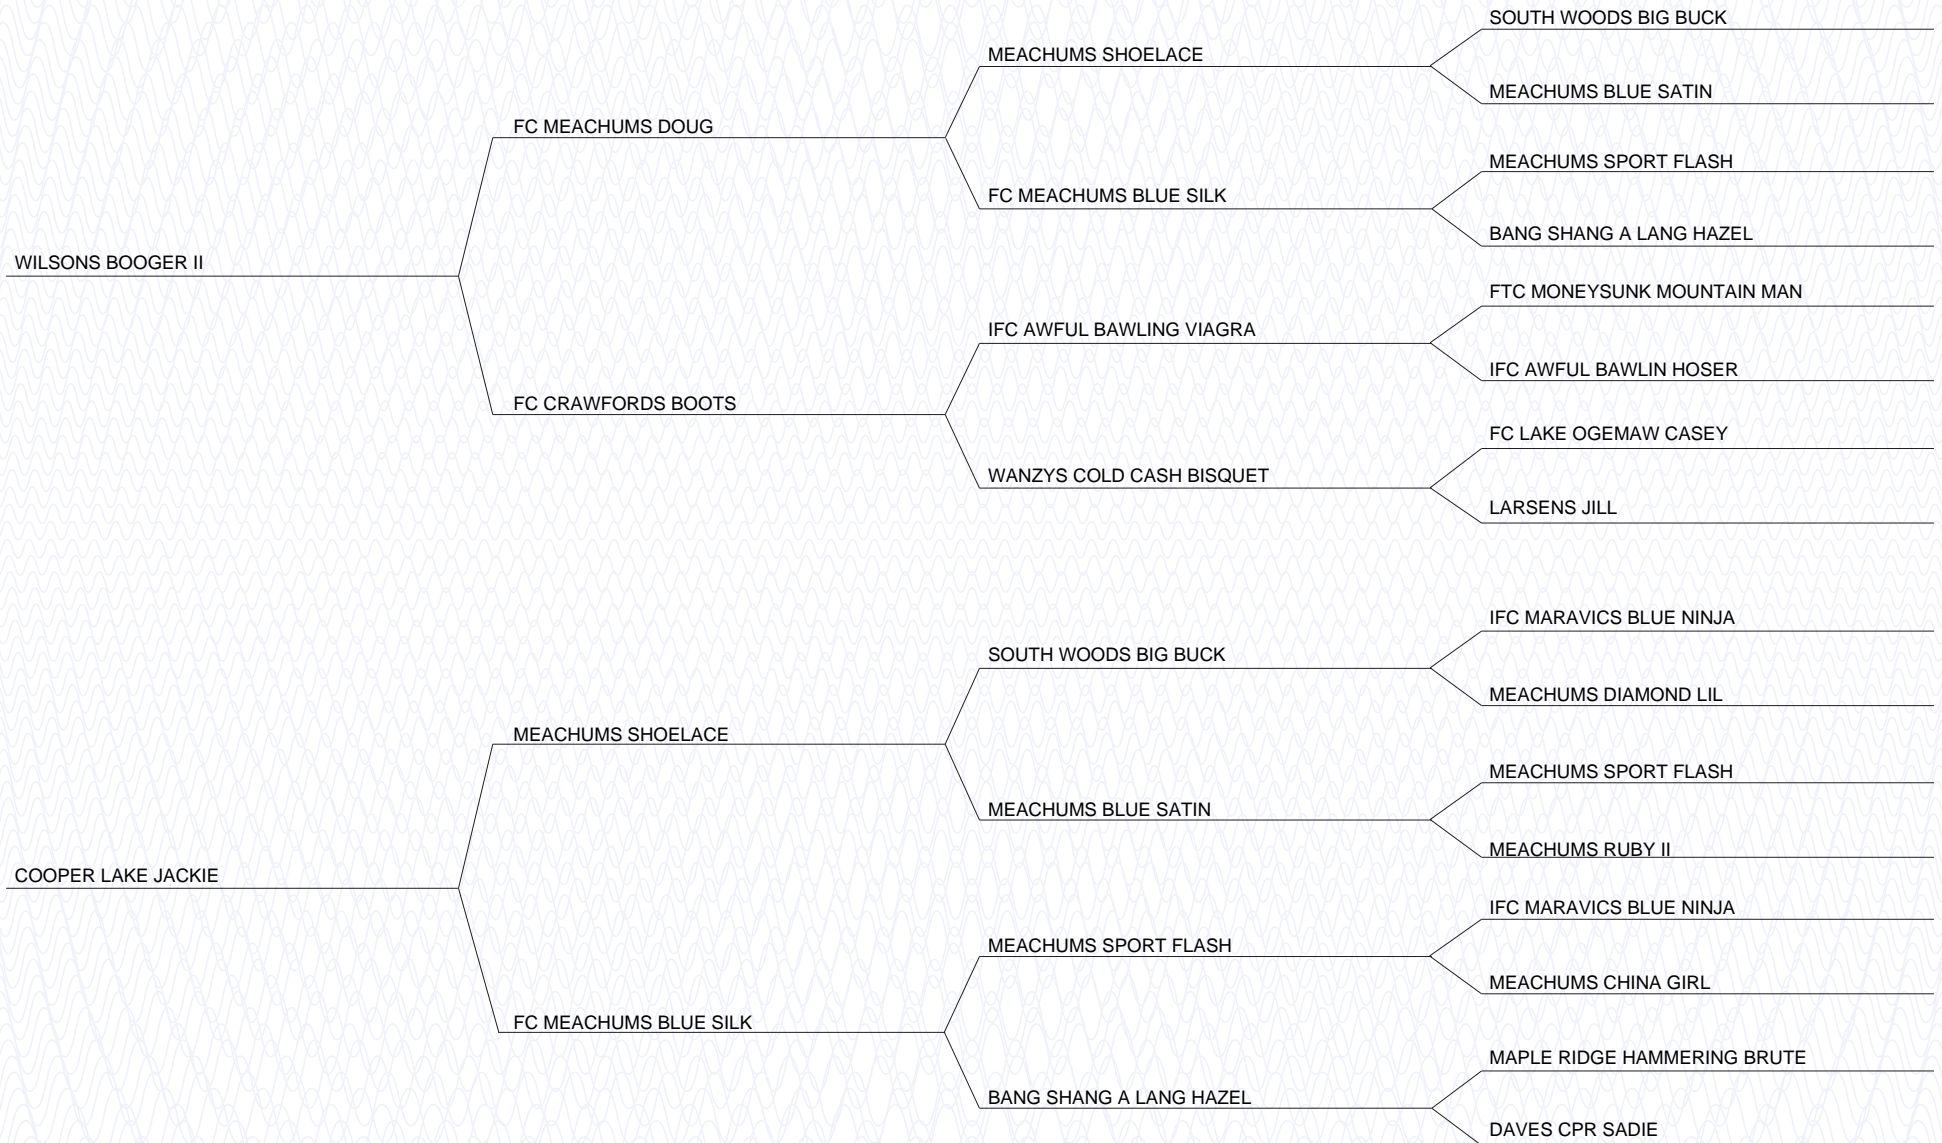 SOUTH WOODS BIG BUCK
MEACHUMS SHOELACE
MEACHUMS BLUE SATIN
FC MEACHUMS DOUG
MEACHUMS SPORT FLASH
FC MEACHUMS BLUE SILK
BANG SHANG A LANG HAZEL
WILSONS BOOGER II
FTC MONEYSUNK MOUNTAIN MAN
IFC AWFUL BAWLING VIAGRA
IFC AWFUL BAWLIN HOSER
FC CRAWFORDS BOOTS
FC LAKE OGEMAW CASEY
WANZYS COLD CASH BISQUET
LARSENS JILL
IFC MARAVICS BLUE NINJA
SOUTH WOODS BIG BUCK
MEACHUMS DIAMOND LIL
MEACHUMS SHOELACE
MEACHUMS SPORT FLASH
MEACHUMS BLUE SATIN
MEACHUMS RUBY II
COOPER LAKE JACKIE
IFC MARAVICS BLUE NINJA
MEACHUMS SPORT FLASH
MEACHUMS CHINA GIRL
FC MEACHUMS BLUE SILK
MAPLE RIDGE HAMMERING BRUTE
BANG SHANG A LANG HAZEL
DAVES CPR SADIE